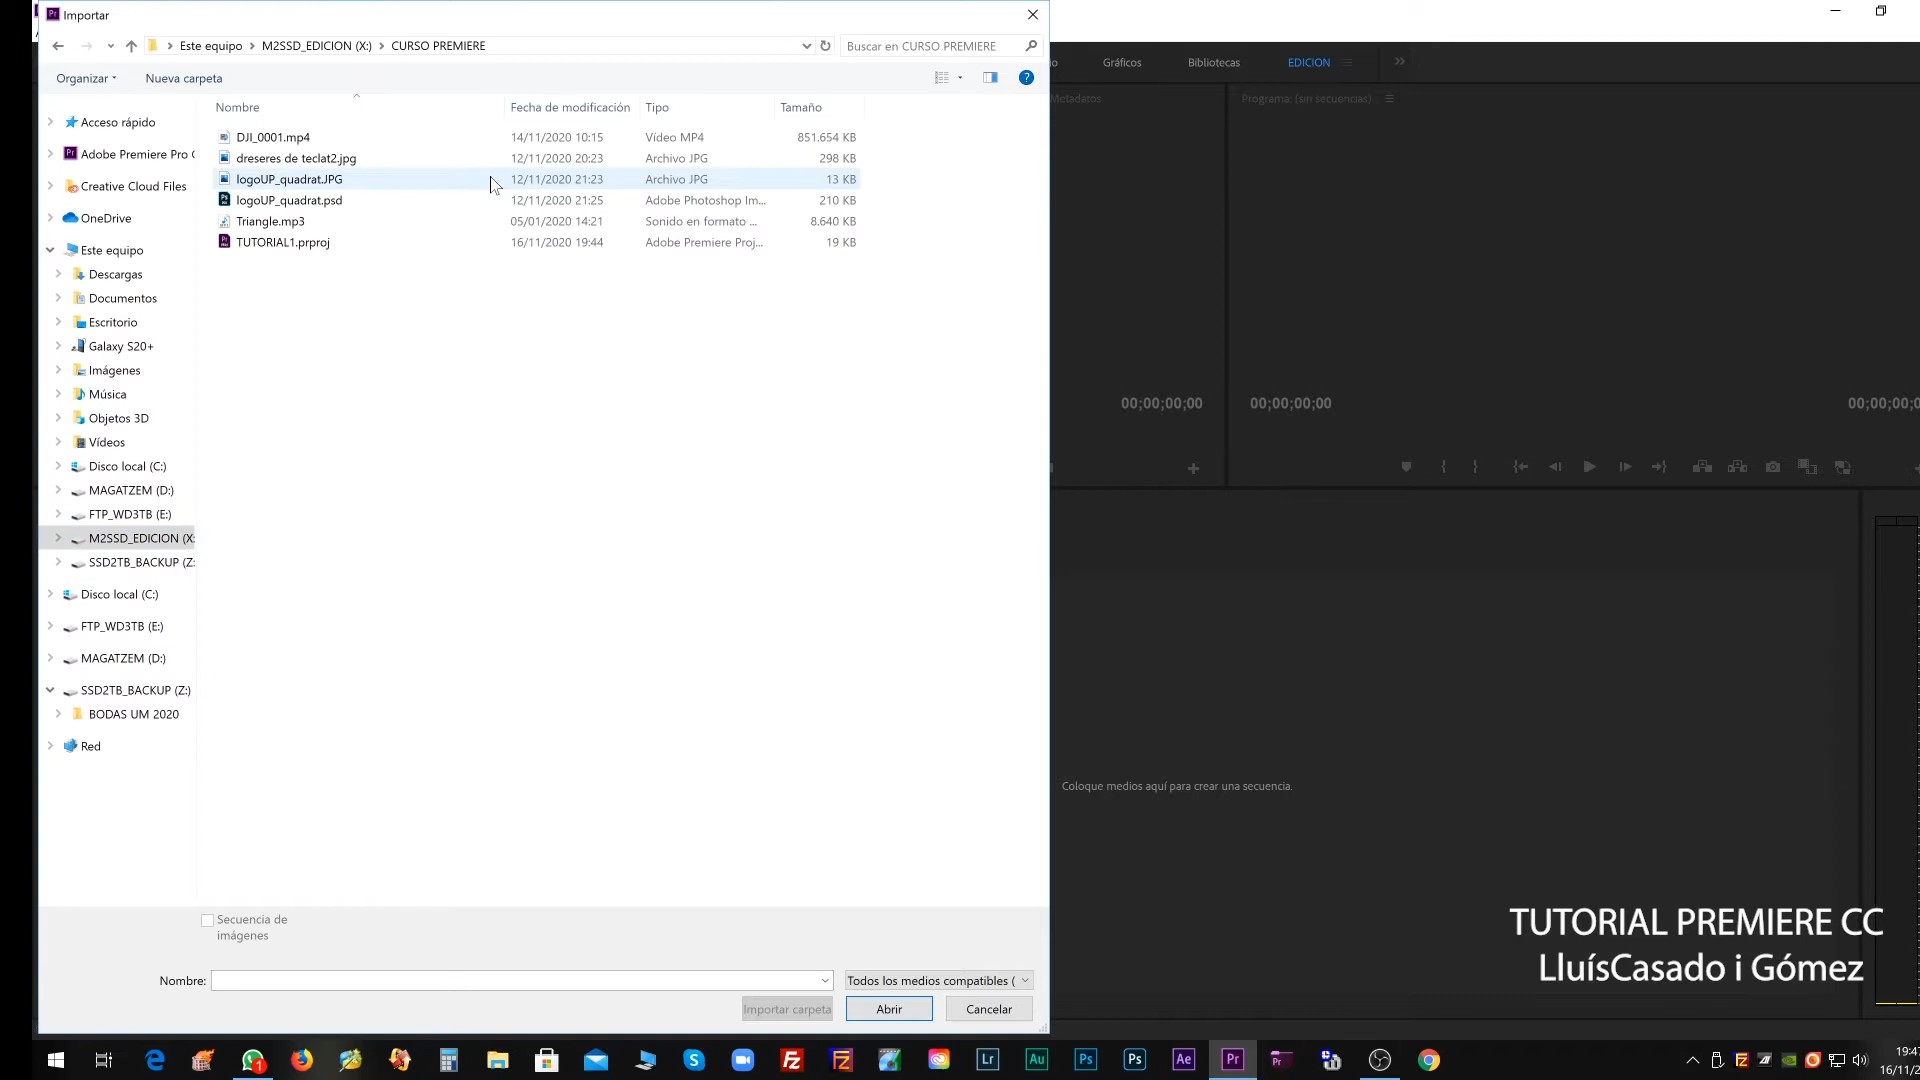 Importar
Este equipo > M2SSD_EDICION (X:) > CURSO PREMIERE
Buscar en CURSO PREMIERE
Organizar
Nueva carpeta
Nombre
Fecha de modificación
Tipo
Tamaño
DJI_0001.mp4 14/11/2020 10:15 Vídeo MP4 851.654 KB
dreseres de teclat2.jpg 12/11/2020 20:23 Archivo JPG 298 KB
logoUP_quadrat.JPG 12/11/2020 21:23 Archivo JPG 13 KB
logoUP_quadrat.psd 12/11/2020 21:25 Adobe Photoshop Im... 210 KB
Triangle.mp3 05/01/2020 14:21 Sonido en formato ... 8.640 KB
TUTORIAL1.prproj 16/11/2020 19:44 Adobe Premiere Proj... 19 KB
Acceso rápido
Adobe Premiere Pro
Creative Cloud Files
OneDrive
Este equipo
Descargas
Documentos
Escritorio
Galaxy S20+
Imágenes
Música
Objetos 3D
Vídeos
Disco local (C:)
MAGATZEM (D:)
FTP_WD3TB (E:)
M2SSD_EDICION (X:
SSD2TB_BACKUP (Z:
Disco local (C:)
FTP_WD3TB (E:)
MAGATZEM (D:)
SSD2TB_BACKUP (Z:)
BODAS UM 2020
Red
Secuencia de
imágenes
Nombre:
Todos los medios compatibles (
Importar carpeta
Abrir
Cancelar
Gráficos
Bibliotecas
EDICION
Metadatos
Programa: (sin secuencias)
00;00;00;00
00;00;00;00
00;00;00;0
Coloque medios aquí para crear una secuencia.
TUTORIAL PREMIERE CC
LluísCasado i Gómez
Lr
Au
Ps
Ps
Ae
Pr
Pr
19:47
16/11/2